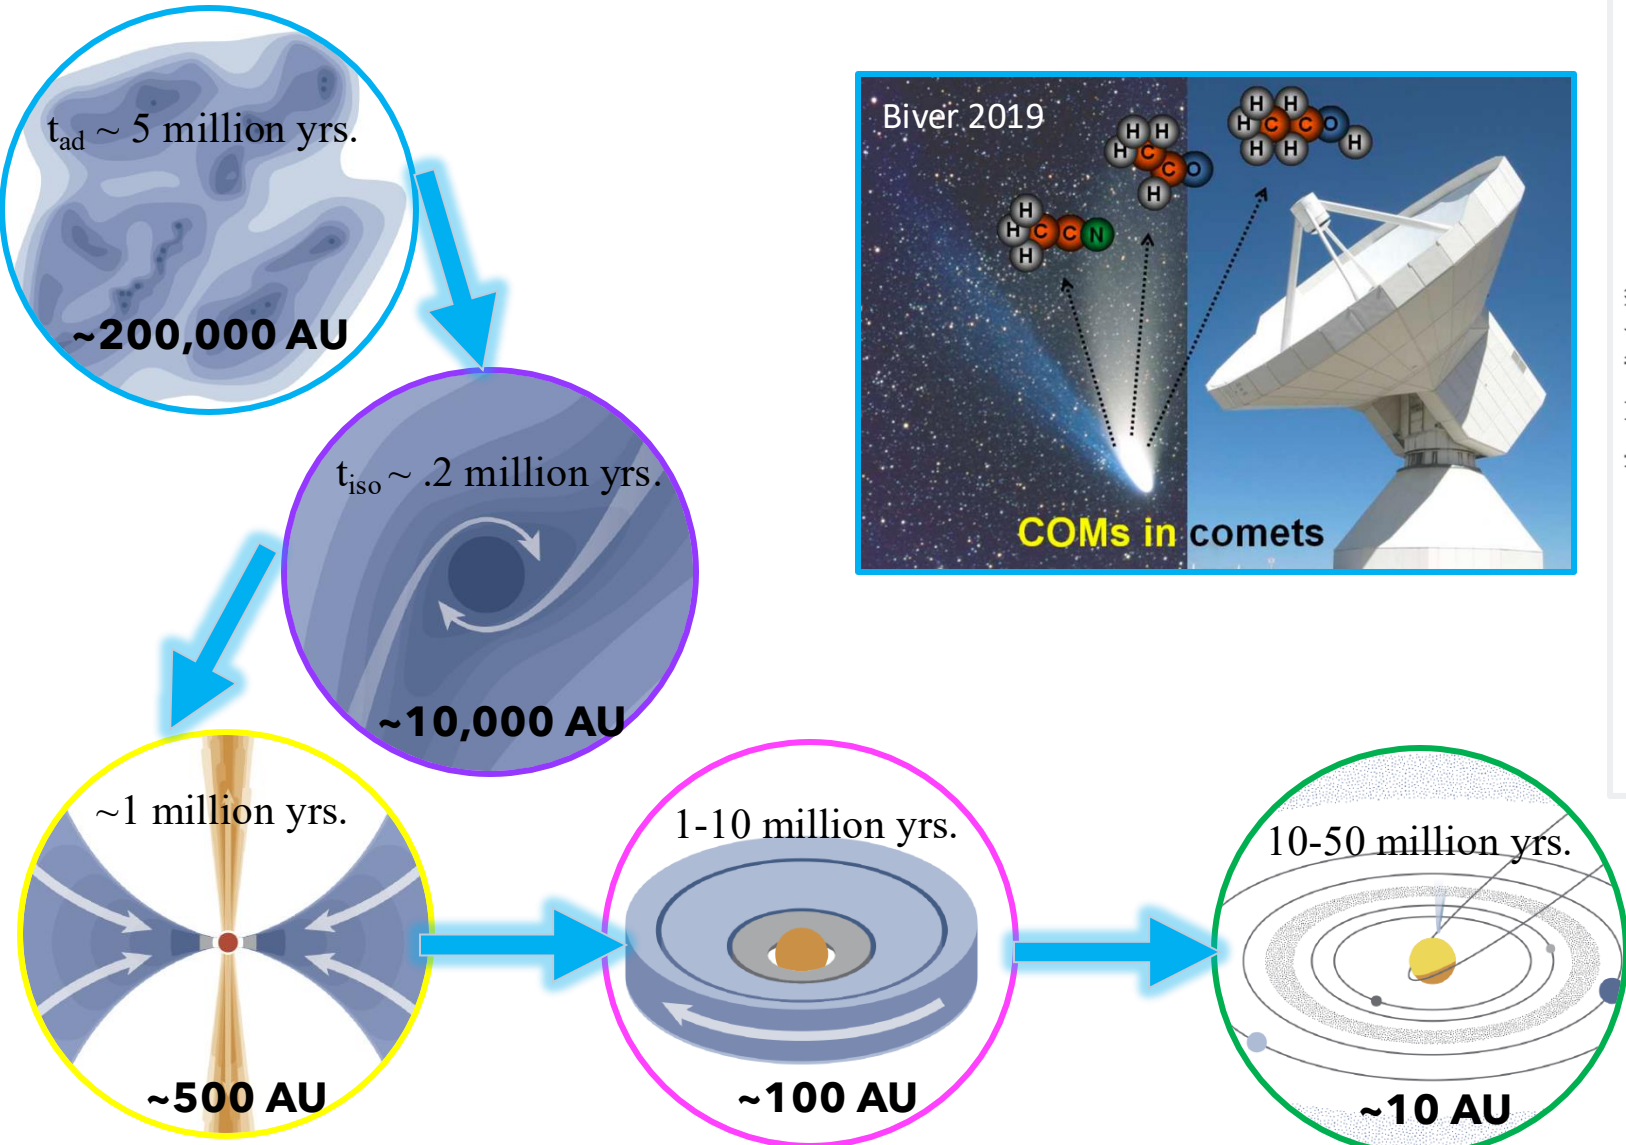 t_ad ~ 5 million yrs.
~200,000 AU
t_iso ~ .2 million yrs.
~10,000 AU
~1 million yrs.
~500 AU
1-10 million yrs.
~100 AU
10-50 million yrs.
~10 AU
Biver 2019
H H
H C C O H
H H
H H
H C
C O
H
H
H C C N
H
COMs in comets